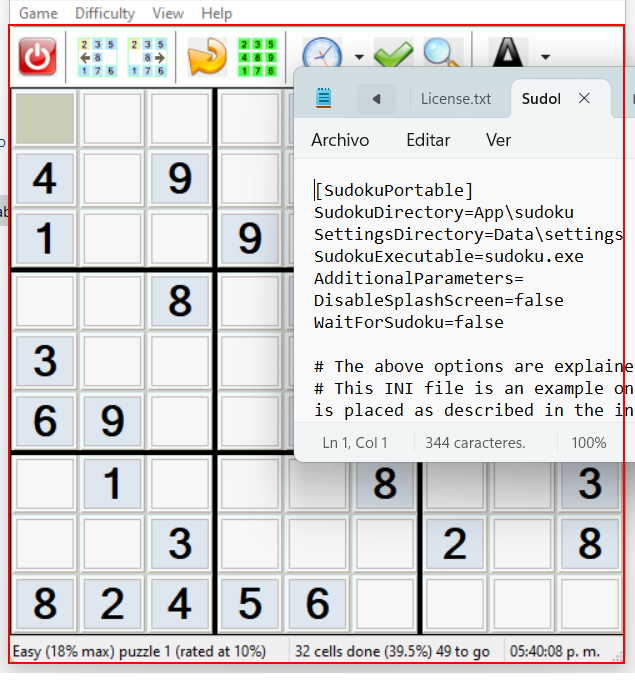 Game Difficulty View Help
2 3 5 2 3 5 2 3 5
8 8 4 8 9 A
1 7 6 1 7 6 1 7 6
License.txt Sudol
Archivo Editar Ver
4 9
1 9
8
3
6 9
[SudokuPortable]
SudokuDirectory=App\sudoku
SettingsDirectory=Data\settings
SudokuExecutable=sudoku.exe
AdditionalParameters=
DisableSplashScreen=false
WaitForSudoku=false
# The above options are explaine
# This INI file is an example on
is placed as described in the in
Ln 1, Col 1 344 caracteres. 100%
1 8 3
3 2 8
8 2 4 5 6
Easy (18% max) puzzle 1 (rated at 10%) 32 cells done (39.5%) 49 to go 05:40:08 p. m.